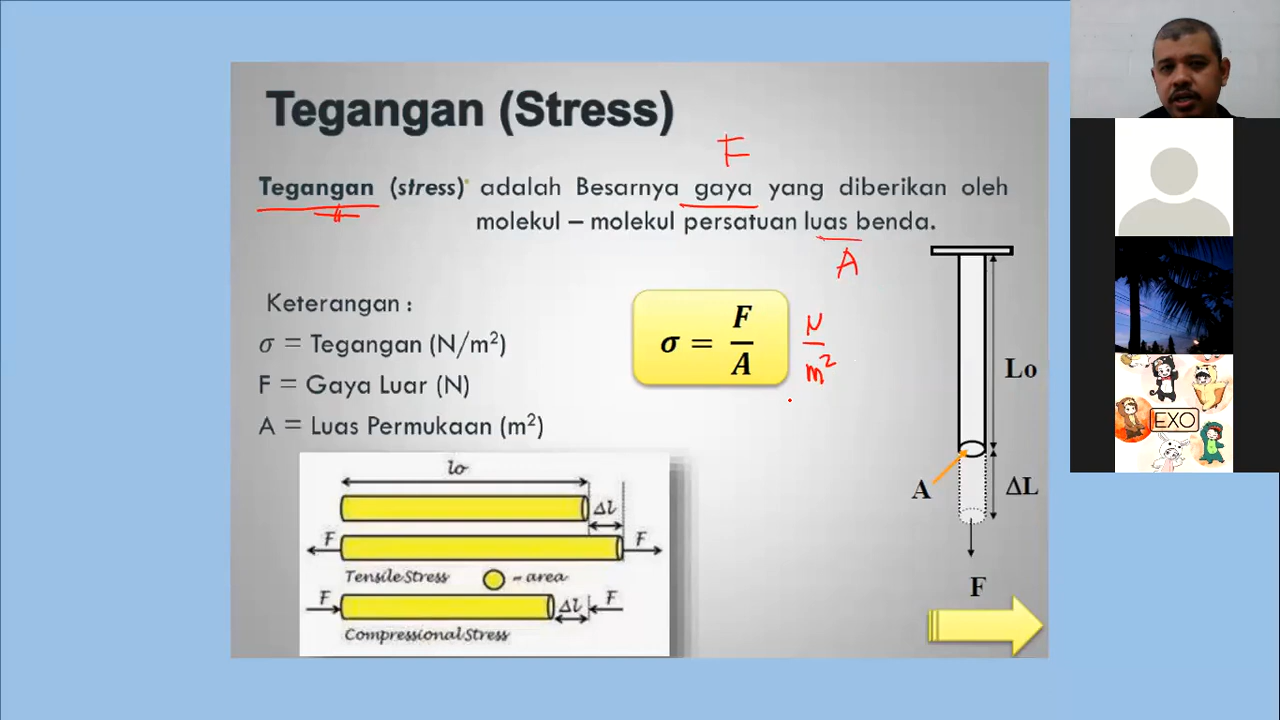 Tegangan (Stress)
F
Tegangan (stress) adalah Besarnya gaya yang diberikan oleh
molekul – molekul persatuan luas benda.
A
Keterangan :
σ = Tegangan (N/m²)
F = Gaya Luar (N)
A = Luas Permukaan (m²)
σ = F/A
N/m²
lo
Δl
F F
Tensile Stress = area
F Δl F
Compressional Stress
Lo
A
ΔL
F
EXO